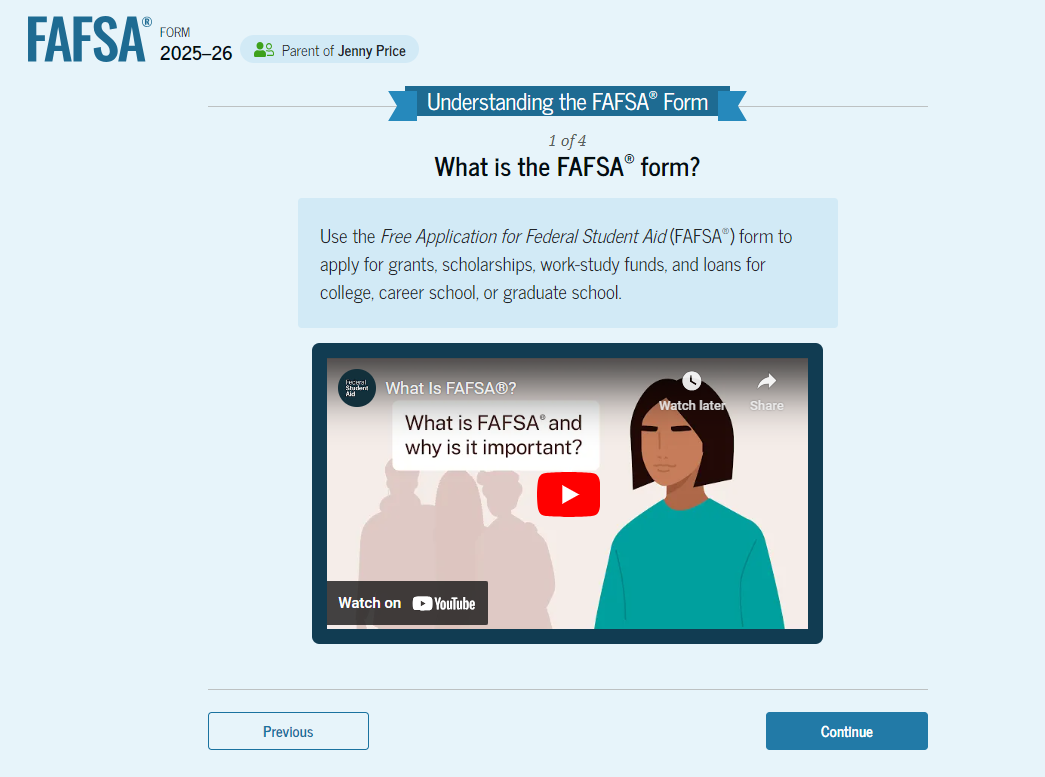 FAFSA®
FORM
2025–26
Parent of Jenny Price
Understanding the FAFSA® Form
1 of 4
What is the FAFSA® form?
Use the Free Application for Federal Student Aid (FAFSA®) form to
apply for grants, scholarships, work-study funds, and loans for
college, career school, or graduate school.
Federal
Student
Aid
What Is FAFSA®?
Watch later
Share
What is FAFSA® and
why is it important?
Watch on YouTube
Previous
Continue